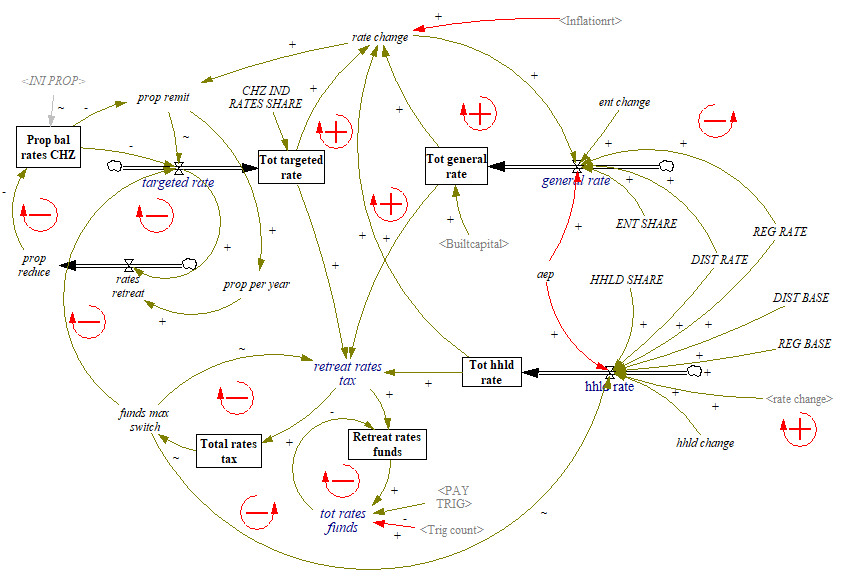 <Inflationrt>
rate change
<INI PROP>
prop remit
CHZ IND
RATES SHARE
ent change
Prop bal
rates CHZ
Tot targeted
rate
Tot general
rate
targeted rate
general rate
ENT SHARE
REG RATE
<Builtcapital>
prop
reduce
rates
retreat
prop per year
aep
HHLD SHARE
DIST RATE
DIST BASE
REG BASE
retreat rates
tax
Tot hhld
rate
hhld rate
<rate change>
funds max
switch
Total rates
tax
Retreat rates
funds
hhld change
<PAY
TRIG>
tot rates
funds
<Trig count>